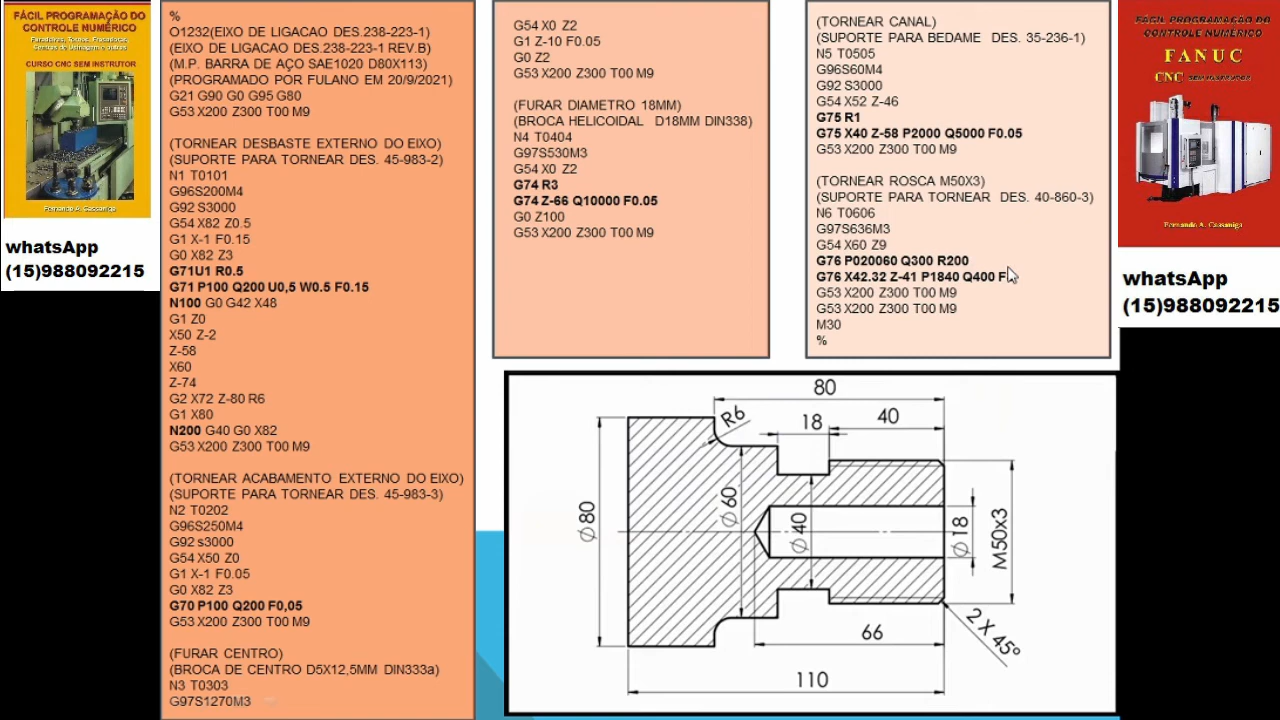 FÁCIL PROGRAMAÇÃO DO
CONTROLE NUMÉRICO
CURSO CNC SEM INSTRUTOR
Fernando A. Cassaniga
whatsApp
(15)988092215
%
O1232(EIXO DE LIGACAO DES.238-223-1)
(EIXO DE LIGACAO DES.238-223-1 REV.B)
(M.P. BARRA DE AÇO SAE1020 D80X113)
(PROGRAMADO POR FULANO EM 20/9/2021)
G21 G90 G0 G95 G80
G53 X200 Z300 T00 M9
(TORNEAR DESBASTE EXTERNO DO EIXO)
(SUPORTE PARA TORNEAR DES. 45-983-2)
N1 T0101
G96S200M4
G92 S3000
G54 X82 Z0.5
G1 X-1 F0.15
G0 X82 Z3
G71U1 R0.5
G71 P100 Q200 U0,5 W0.5 F0.15
N100 G0 G42 X48
G1 Z0
X50 Z-2
Z-58
X60
Z-74
G2 X72 Z-80 R6
G1 X80
N200 G40 G0 X82
G53 X200 Z300 T00 M9
(TORNEAR ACABAMENTO EXTERNO DO EIXO)
(SUPORTE PARA TORNEAR DES. 45-983-3)
N2 T0202
G96S250M4
G92 s3000
G54 X50 Z0
G1 X-1 F0.05
G0 X82 Z3
G70 P100 Q200 F0,05
G53 X200 Z300 T00 M9
(FURAR CENTRO)
(BROCA DE CENTRO D5X12,5MM DIN333a)
N3 T0303
G97S1270M3
G54 X0 Z2
G1 Z-10 F0.05
G0 Z2
G53 X200 Z300 T00 M9
(FURAR DIAMETRO 18MM)
(BROCA HELICOIDAL D18MM DIN338)
N4 T0404
G97S530M3
G54 X0 Z2
G74 R3
G74 Z-66 Q10000 F0.05
G0 Z100
G53 X200 Z300 T00 M9
(TORNEAR CANAL)
(SUPORTE PARA BEDAME DES. 35-236-1)
N5 T0505
G96S60M4
G92 S3000
G54 X52 Z-46
G75 R1
G75 X40 Z-58 P2000 Q5000 F0.05
G53 X200 Z300 T00 M9
(TORNEAR ROSCA M50X3)
(SUPORTE PARA TORNEAR DES. 40-860-3)
N6 T0606
G97S636M3
G54 X60 Z9
G76 P020060 Q300 R200
G76 X42.32 Z-41 P1840 Q400 F
G53 X200 Z300 T00 M9
G53 X200 Z300 T00 M9
M30
%
FÁCIL PROGRAMAÇÃO DO
CONTROLE NUMÉRICO
FANUC
CNC SEM INSTRUTOR
Fernando A. Cassaniga
whatsApp
(15)988092215
80
R6
18
40
Ø80
Ø60
Ø40
Ø18
M50x3
66
2 X 45°
110